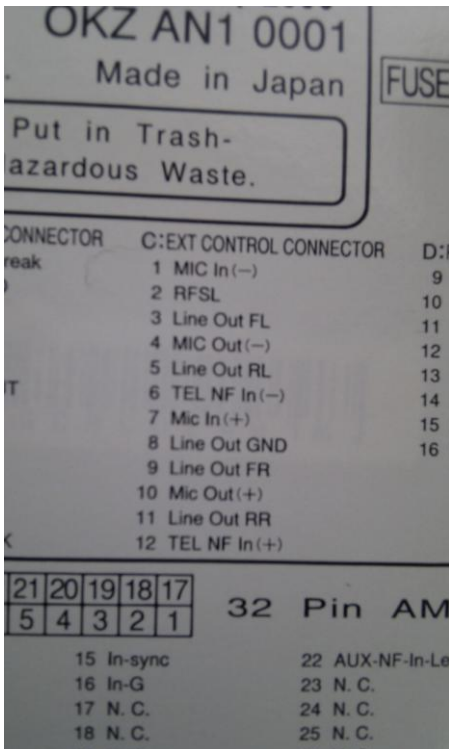 OKZ AN1 0001
Made in Japan
FUSE
Put in Trash-
azardous Waste.
CONNECTOR
reak
C:EXT CONTROL CONNECTOR
1 MIC In(−)
2 RFSL
3 Line Out FL
4 MIC Out(−)
5 Line Out RL
6 TEL NF In(−)
7 Mic In(+)
8 Line Out GND
9 Line Out FR
10 Mic Out(+)
11 Line Out RR
12 TEL NF In(+)
D:
9
10
11
12
13
14
15
16
21 20 19 18 17
5 4 3 2 1
32 Pin AM
15 In-sync
16 In-G
17 N. C.
18 N. C.
22 AUX-NF-In-Le
23 N. C.
24 N. C.
25 N. C.